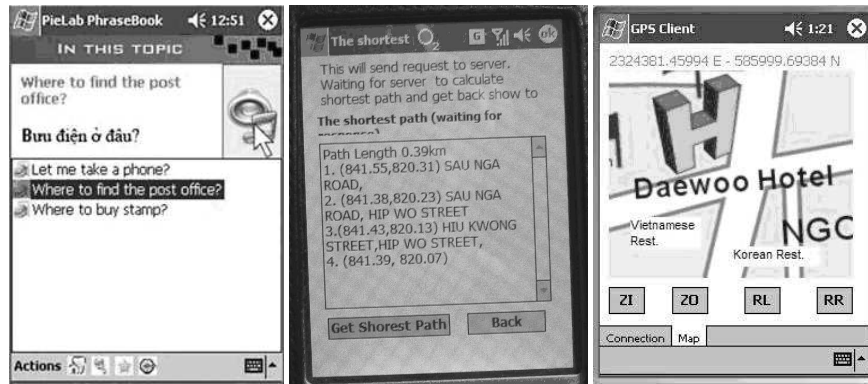 PieLab PhraseBook 12:51
IN THIS TOPIC
Where to find the post
office?
Bưu điện ở đâu?
Let me take a phone?
Where to find the post office?
Where to buy stamp?
Actions
The shortest O2 G ok
This will send request to server.
Waiting for server to calculate
shortest path and get back show to
The shortest path (waiting for
Path Length 0.39km
1. (841.55,820.31) SAU NGA
ROAD,
2. (841.38,820.23) SAU NGA
ROAD, HIP WO STREET
3.(841.43,820.13) HIU KWONG
STREET,HIP WO STREET,
4. (841.39, 820.07)
Get Shorest Path Back
GPS Client 1:21
2324381.45994 E - 585999.69384 N
H
Daewoo Hotel
Vietnamese
Rest.
NGO
Korean Rest.
ZI ZO RL RR
Connection Map